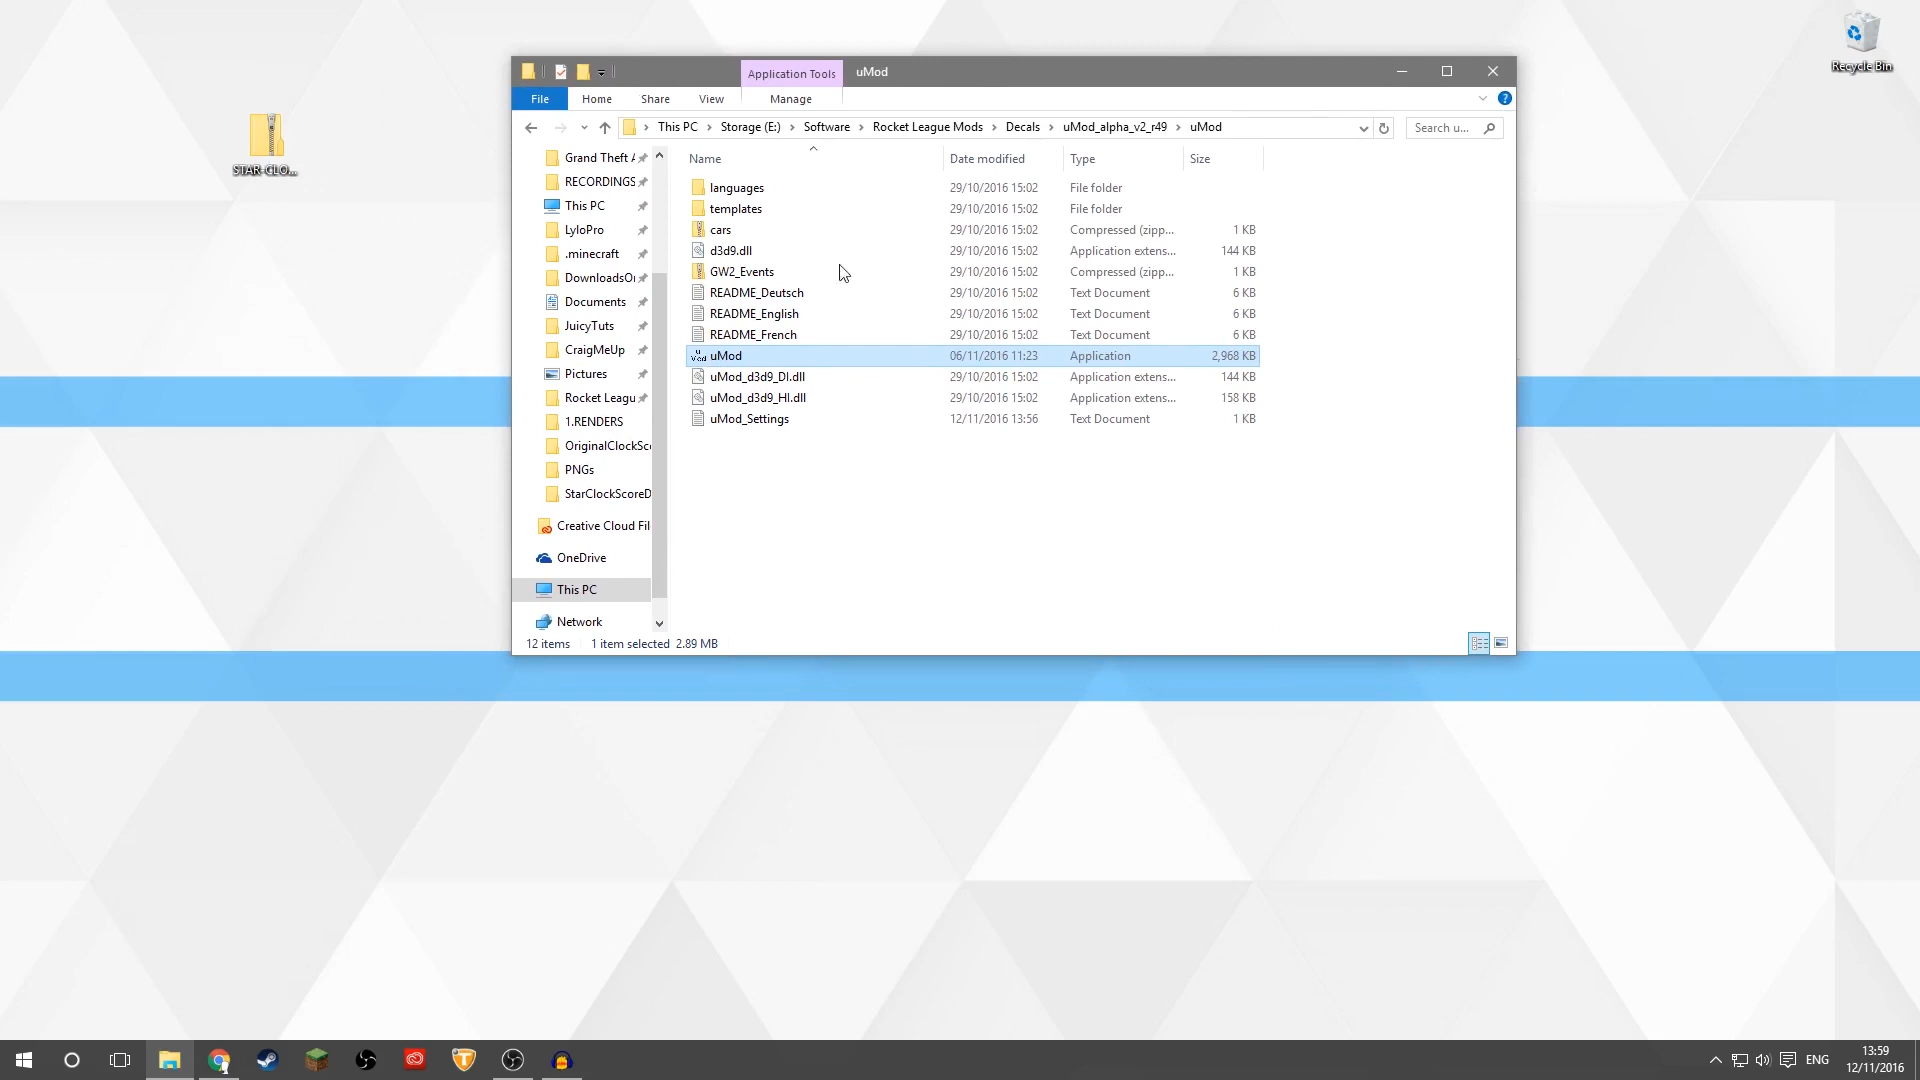 Recycle Bin
STAR-CLO...
Application Tools
uMod
File
Home
Share
View
Manage
This PC
Storage (E:)
Software
Rocket League Mods
Decals
uMod_alpha_v2_r49
uMod
Search u...
Name
Date modified
Type
Size
Grand Theft A
RECORDINGS
This PC
LyloPro
.minecraft
DownloadsOn
Documents
JuicyTuts
CraigMeUp
Pictures
Rocket Leagu
1.RENDERS
OriginalClockSco
PNGs
StarClockScoreD
Creative Cloud Fil
OneDrive
This PC
Network
languages 29/10/2016 15:02 File folder
templates 29/10/2016 15:02 File folder
cars 29/10/2016 15:02 Compressed (zipp... 1 KB
d3d9.dll 29/10/2016 15:02 Application extens... 144 KB
GW2_Events 29/10/2016 15:02 Compressed (zipp... 1 KB
README_Deutsch 29/10/2016 15:02 Text Document 6 KB
README_English 29/10/2016 15:02 Text Document 6 KB
README_French 29/10/2016 15:02 Text Document 6 KB
uMod 06/11/2016 11:23 Application 2,968 KB
uMod_d3d9_DI.dll 29/10/2016 15:02 Application extens... 144 KB
uMod_d3d9_HI.dll 29/10/2016 15:02 Application extens... 158 KB
uMod_Settings 12/11/2016 13:56 Text Document 1 KB
12 items 1 item selected 2.89 MB
ENG
13:59
12/11/2016